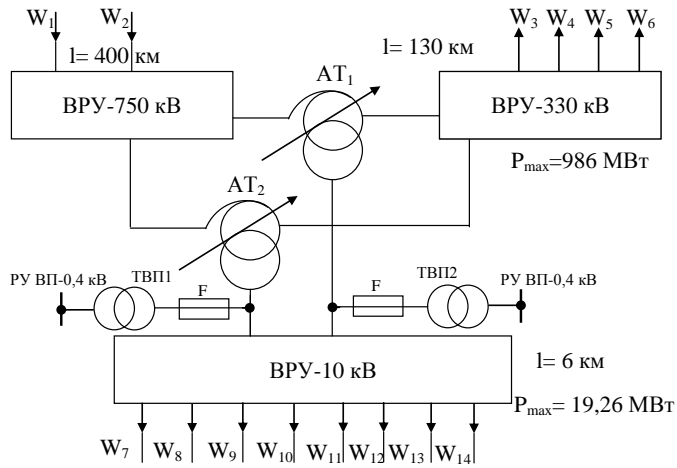 W1 W2
W3 W4 W5 W6
l= 400 км
АТ1
l= 130 км
ВРУ-750 кВ
ВРУ-330 кВ
Pmax=986 МВт
АТ2
РУ ВП-0,4 кВ
ТВП1
F
F
ТВП2
РУ ВП-0,4 кВ
ВРУ-10 кВ
l= 6 км
Pmax= 19,26 МВт
W7 W8 W9 W10 W11 W12 W13 W14